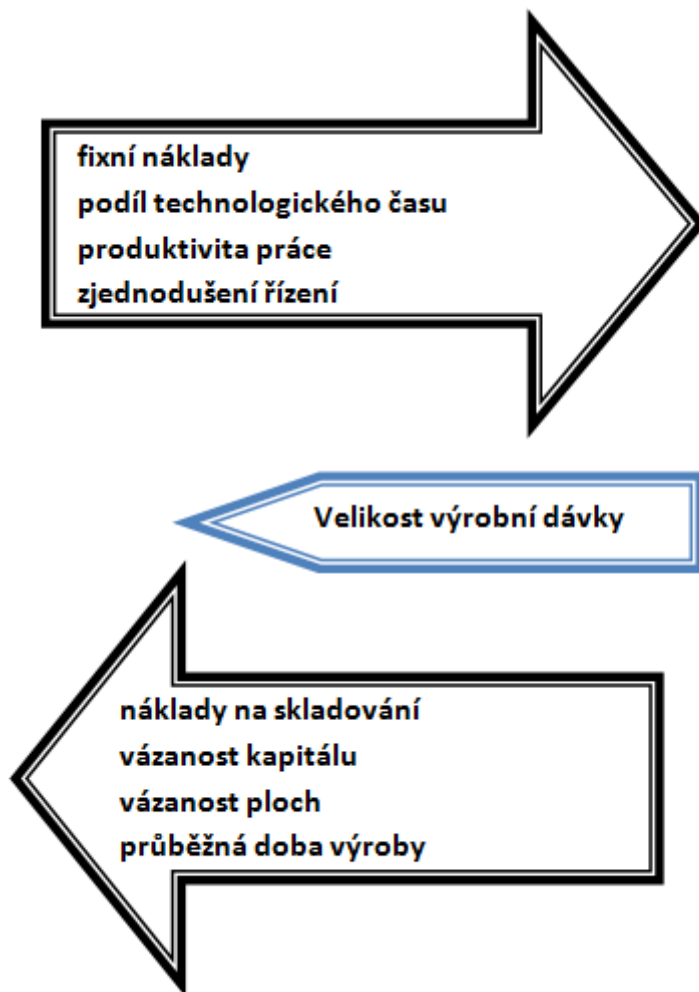 fixní náklady
podíl technologického času
produktivita práce
zjednodušení řízení
Velikost výrobní dávky
náklady na skladování
vázanost kapitálu
vázanost ploch
průběžná doba výroby